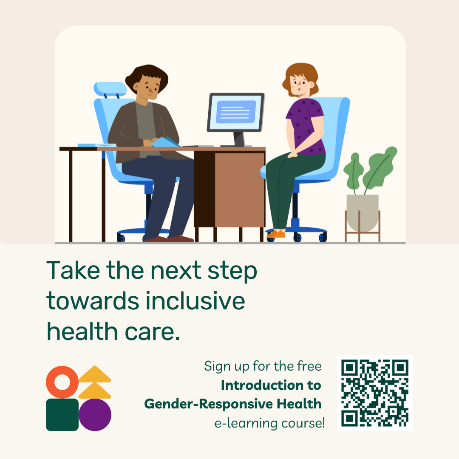 Take the next step
towards inclusive
health care.
Sign up for the free
Introduction to
Gender-Responsive Health
e-learning course!